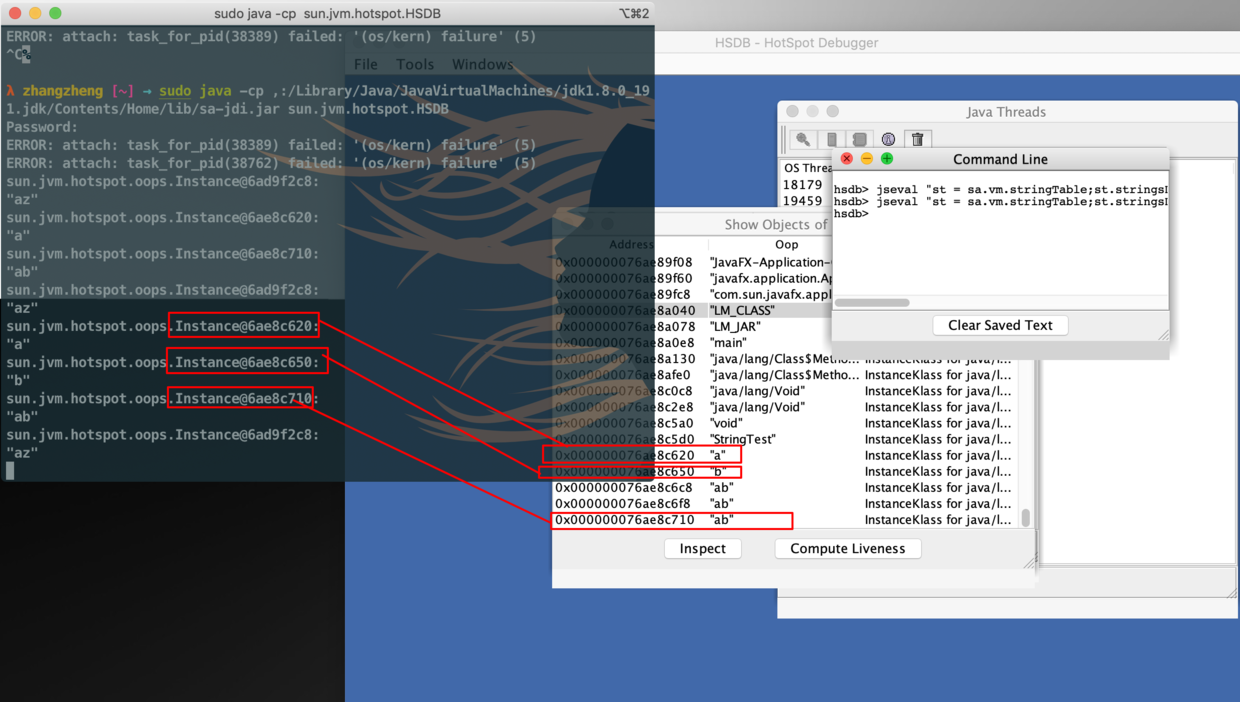 sudo java -cp  sun.jvm.hotspot.HSDB
⌥⌘2
ERROR: attach: task_for_pid(38389) failed: '(os/kern) failure' (5)
^C%
λ zhangzheng [~] → sudo java -cp ,:/Library/Java/JavaVirtualMachines/jdk1.8.0_19
1.jdk/Contents/Home/lib/sa-jdi.jar sun.jvm.hotspot.HSDB
Password:
ERROR: attach: task_for_pid(38389) failed: '(os/kern) failure' (5)
ERROR: attach: task_for_pid(38762) failed: '(os/kern) failure' (5)
sun.jvm.hotspot.oops.Instance@6ad9f2c8:
"az"
sun.jvm.hotspot.oops.Instance@6ae8c620:
"a"
sun.jvm.hotspot.oops.Instance@6ae8c710:
"ab"
sun.jvm.hotspot.oops.Instance@6ad9f2c8:
"az"
sun.jvm.hotspot.oops.Instance@6ae8c620:
"a"
sun.jvm.hotspot.oops.Instance@6ae8c650:
"b"
sun.jvm.hotspot.oops.Instance@6ae8c710:
"ab"
sun.jvm.hotspot.oops.Instance@6ad9f2c8:
"az"
HSDB - HotSpot Debugger
File Tools Windows
Java Threads
OS Threa
18179
19459
Command Line
hsdb> jseval "st = sa.vm.stringTable;st.strings
hsdb> jseval "st = sa.vm.stringTable;st.strings
hsdb>
Clear Saved Text
Show Objects of
Address Oop
0x000000076ae89f08 "JavaFX-Application-
0x000000076ae89f60 "javafx.application.Ap
0x000000076ae89fc8 "com.sun.javafx.appl
0x000000076ae8a040 "LM_CLASS"
0x000000076ae8a078 "LM_JAR"
0x000000076ae8a0e8 "main"
0x000000076ae8a130 "java/lang/Class$Metho... InstanceKlass for java/l...
0x000000076ae8afe0 "java/lang/Class$Metho... InstanceKlass for java/l...
0x000000076ae8c0c8 "java/lang/Void" InstanceKlass for java/l...
0x000000076ae8c2e8 "java/lang/Void" InstanceKlass for java/l...
0x000000076ae8c5a0 "void" InstanceKlass for java/l...
0x000000076ae8c5d0 "StringTest" InstanceKlass for java/l...
0x000000076ae8c620 "a" InstanceKlass for java/l...
0x000000076ae8c650 "b" InstanceKlass for java/l...
0x000000076ae8c6c8 "ab" InstanceKlass for java/l...
0x000000076ae8c6f8 "ab" InstanceKlass for java/l...
0x000000076ae8c710 "ab" InstanceKlass for java/l...
Inspect
Compute Liveness